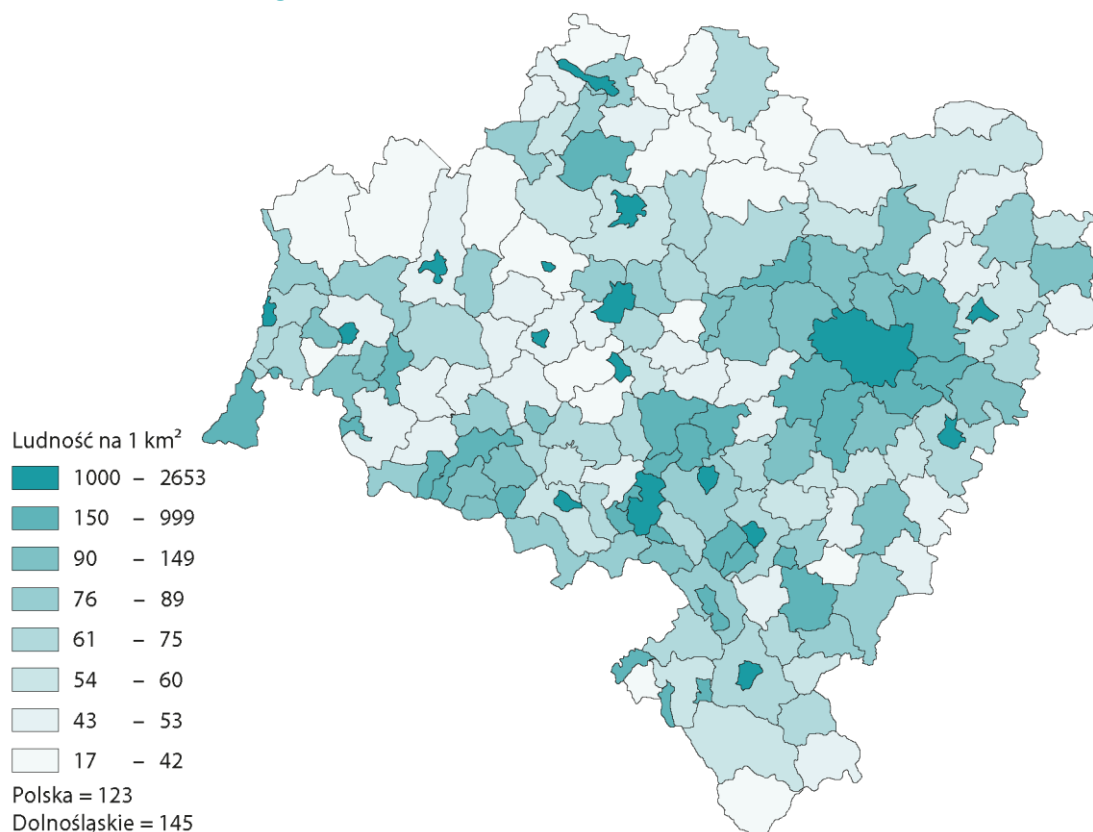 Ludność na 1 km²
1000 – 2653
150 – 999
90 – 149
76 – 89
61 – 75
54 – 60
43 – 53
17 – 42
Polska = 123
Dolnośląskie = 145